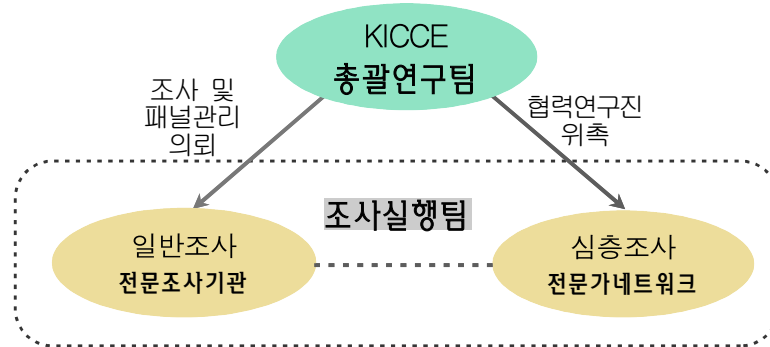 KICCE
총괄연구팀
조사 및
패널관리
의뢰
협력연구진
위촉
조사실행팀
일반조사
전문조사기관
심층조사
전문가네트워크